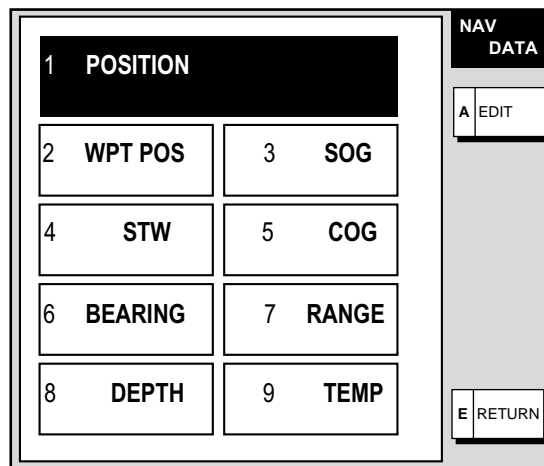 NAV
DATA
1 POSITION
A EDIT
2 WPT POS 3 SOG
4 STW 5 COG
6 BEARING 7 RANGE
8 DEPTH 9 TEMP
E RETURN